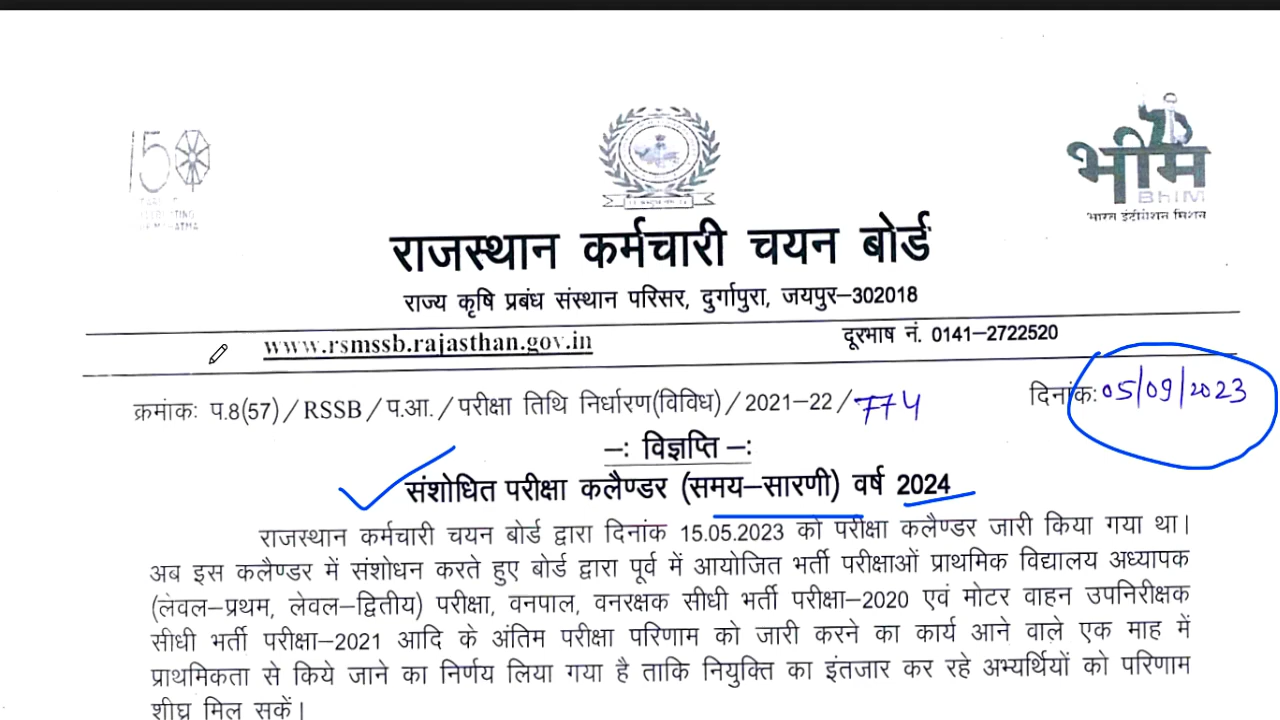 150
राजस्थान कर्मचारी चयन बोर्ड
भीम
BHIM
भारत इंटीग्रेशन मिशन
राज्य कृषि प्रबंध संस्थान परिसर, दुर्गापुरा, जयपुर–302018
www.rsmssb.rajasthan.gov.in दूरभाष नं. 0141–2722520
क्रमांकः प.8(57)/RSSB/प.आ./परीक्षा तिथि निर्धारण(विविध)/2021–22/774 दिनांकः 05/09/2023
–ः विज्ञप्ति –ः
संशोधित परीक्षा कलैण्डर (समय–सारणी) वर्ष 2024
राजस्थान कर्मचारी चयन बोर्ड द्वारा दिनांक 15.05.2023 को परीक्षा कलैण्डर जारी किया गया था।
अब इस कलैण्डर में संशोधन करते हुए बोर्ड द्वारा पूर्व में आयोजित भर्ती परीक्षाओं प्राथमिक विद्यालय अध्यापक
(लेवल–प्रथम, लेवल–द्वितीय) परीक्षा, वनपाल, वनरक्षक सीधी भर्ती परीक्षा–2020 एवं मोटर वाहन उपनिरीक्षक
सीधी भर्ती परीक्षा–2021 आदि के अंतिम परीक्षा परिणाम को जारी करने का कार्य आने वाले एक माह में
प्राथमिकता से किये जाने का निर्णय लिया गया है ताकि नियुक्ति का इंतजार कर रहे अभ्यर्थियों को परिणाम
शीघ्र मिल सकें।